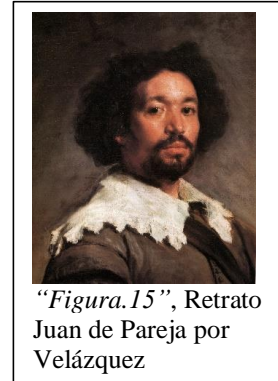 “Figura.15”, Retrato
Juan de Pareja por
Velázquez